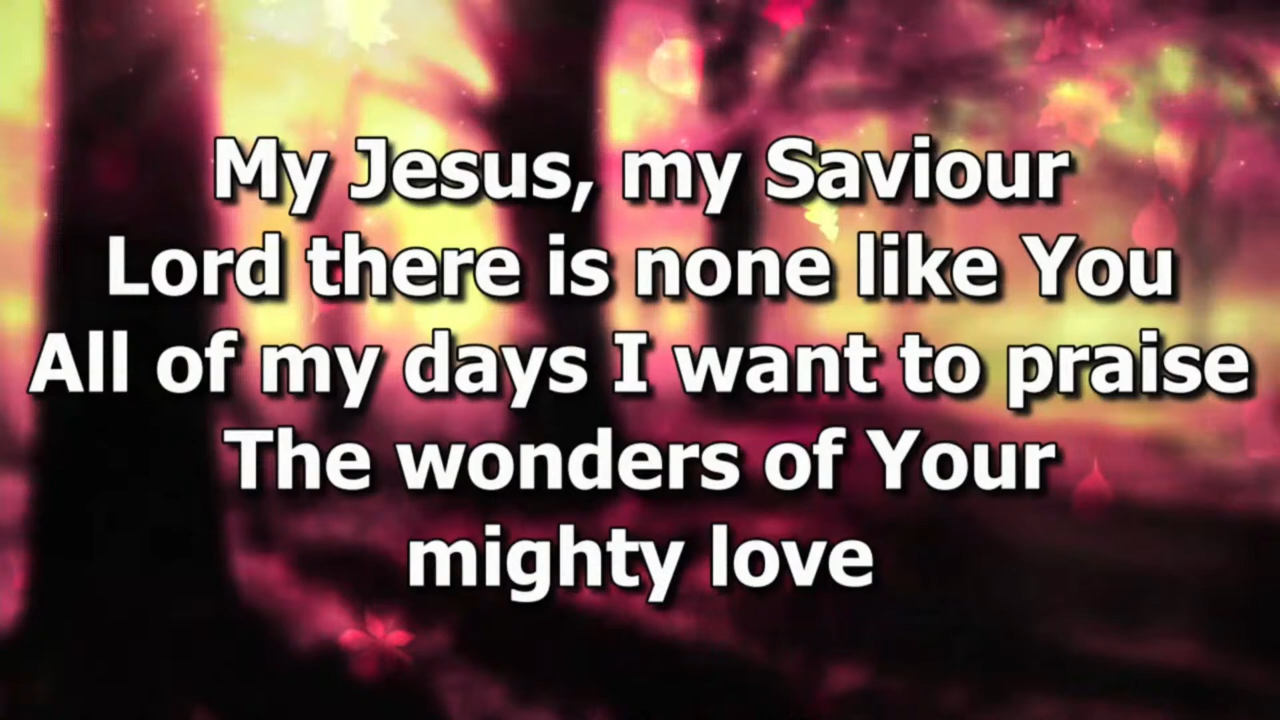 My Jesus, my Saviour
Lord there is none like You
All of my days I want to praise
The wonders of Your
mighty love